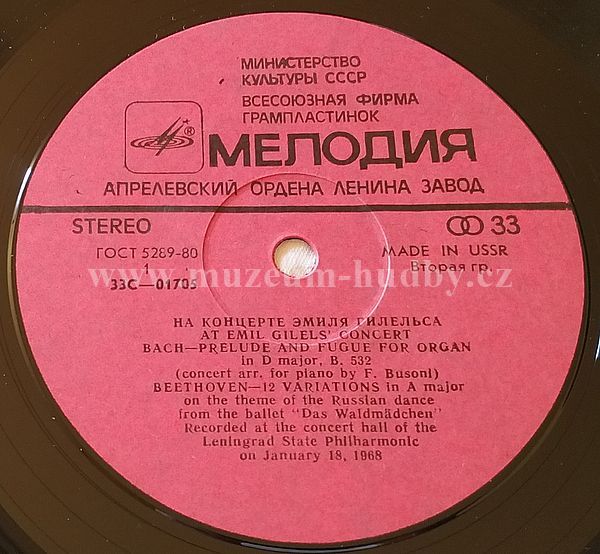 МИНИСТЕРСТВО
КУЛЬТУРЫ СССР
ВСЕСОЮЗНАЯ ФИРМА
ГРАМПЛАСТИНОК
®
МЕЛОДИЯ
АПРЕЛЕВСКИЙ ОРДЕНА ЛЕНИНА ЗАВОД
STEREO 33
ГОСТ 5289-80 MADE IN USSR
1 Вторая гр.
33С—01705
www.muzeum-hudby.cz
НА КОНЦЕРТЕ ЭМИЛЯ ГИЛЕЛЬСА
AT EMIL GILELS' CONCERT
BACH—PRELUDE AND FUGUE FOR ORGAN
in D major, B. 532
(concert arr. for piano by F. Busoni)
BEETHOVEN—12 VARIATIONS in A major
on the theme of the Russian dance
from the ballet "Das Waldmädchen"
Recorded at the concert hall of the
Leningrad State Philharmonic
on January 18, 1968